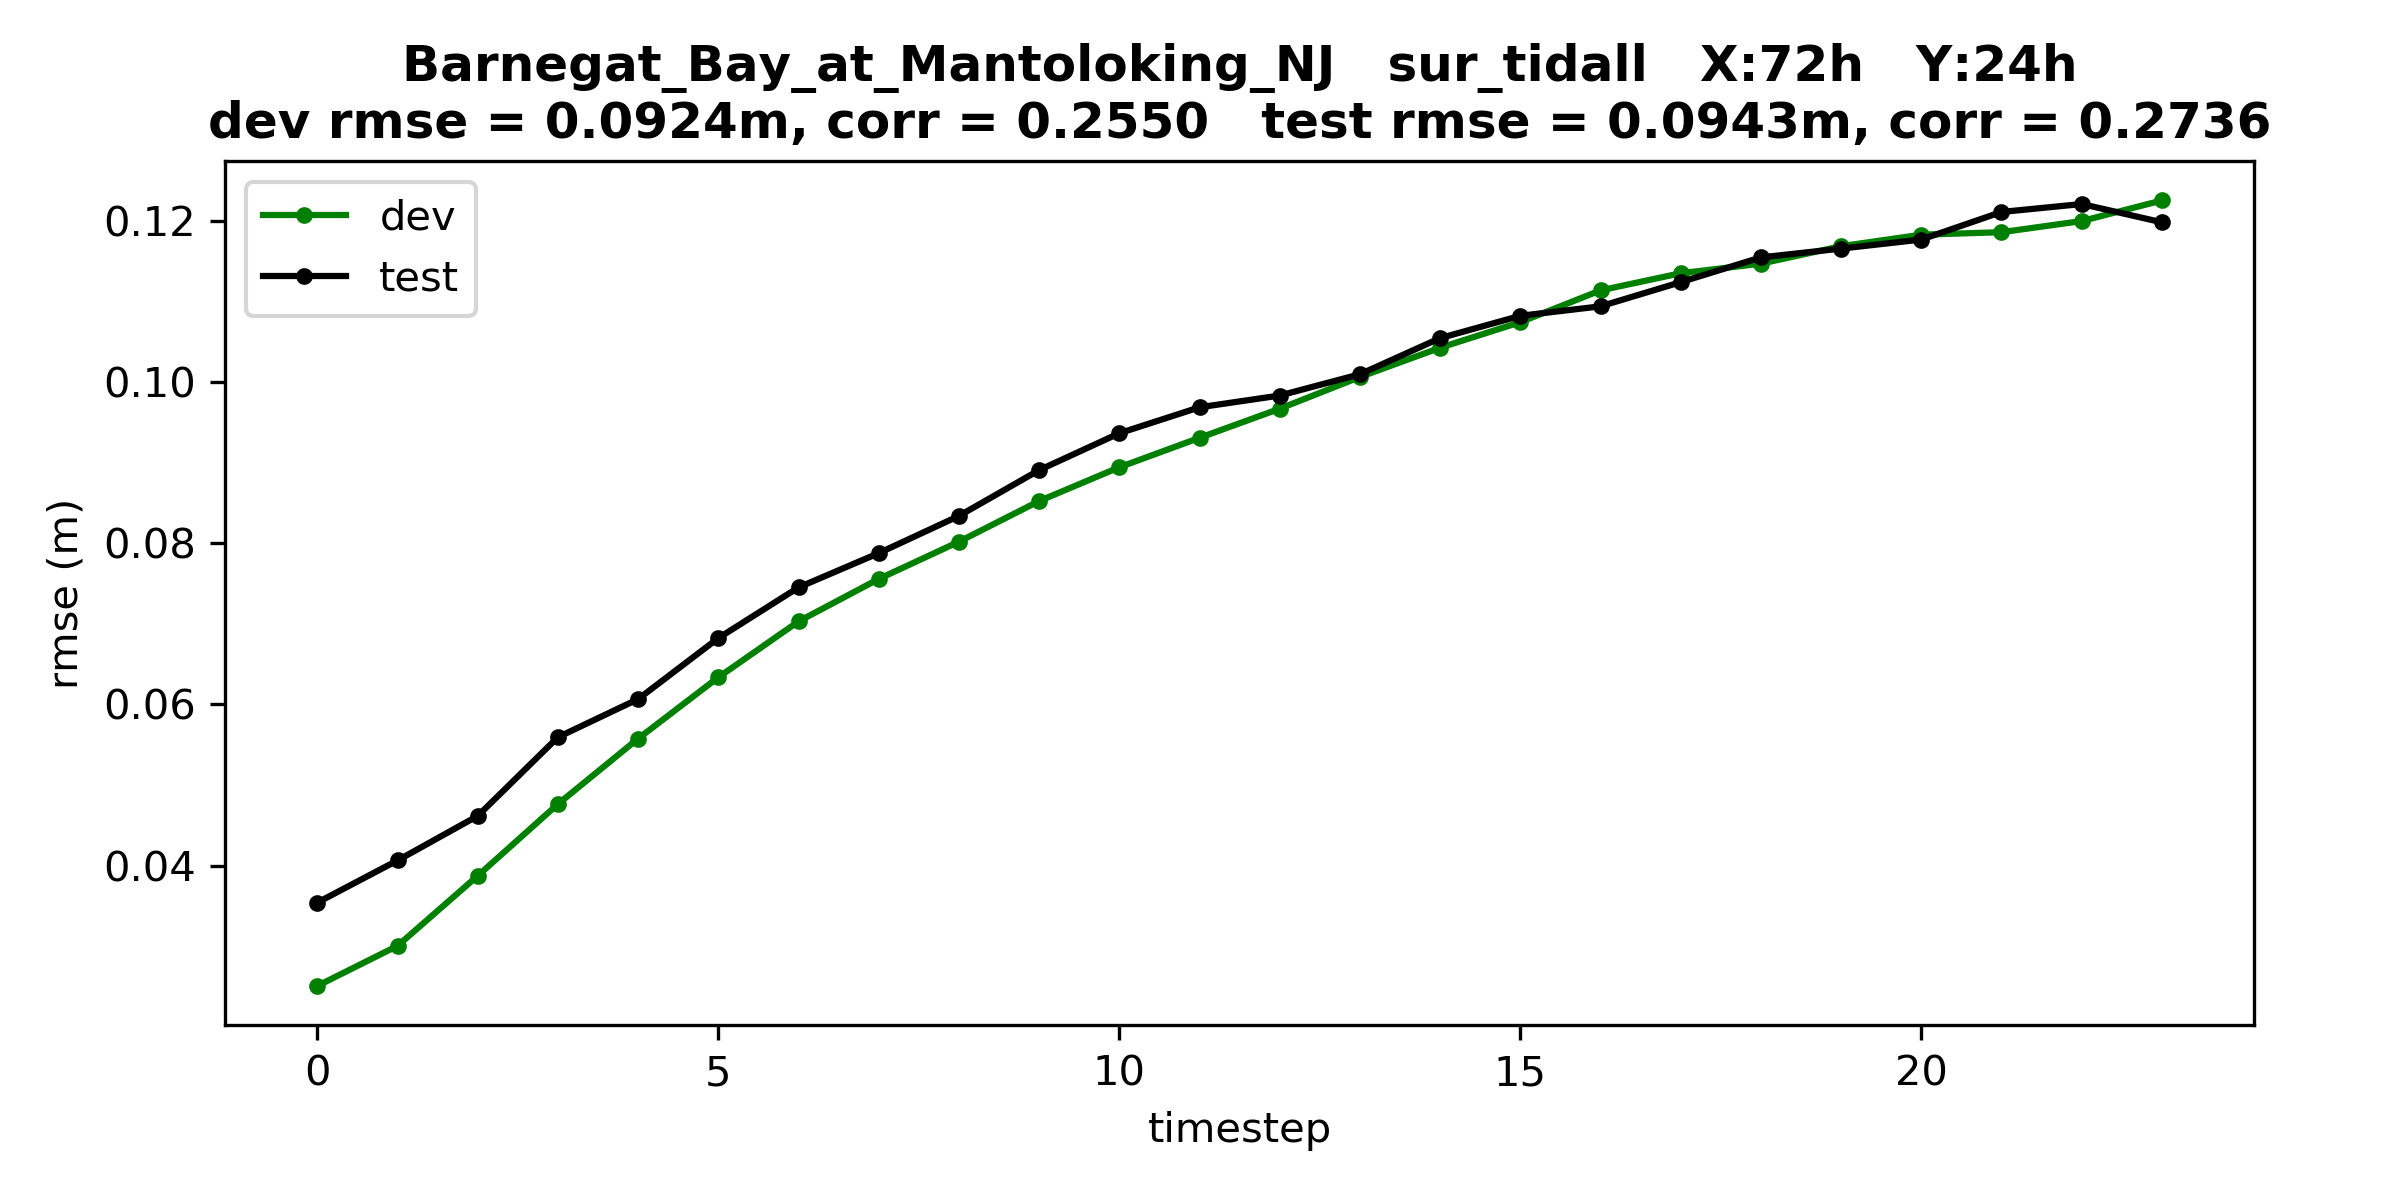 Barnegat_Bay_at_Mantoloking_NJ   sur_tidall   X:72h   Y:24h
dev rmse = 0.0924m, corr = 0.2550   test rmse = 0.0943m, corr = 0.2736
dev
test
0.12
0.10
0.08
0.06
0.04
rmse (m)
0
5
10
15
20
timestep